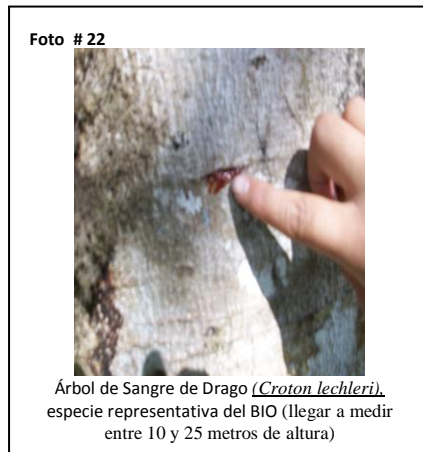 Foto # 22
Árbol de Sangre de Drago (Croton lechleri),
especie representativa del BIO (llegar a medir
entre 10 y 25 metros de altura)